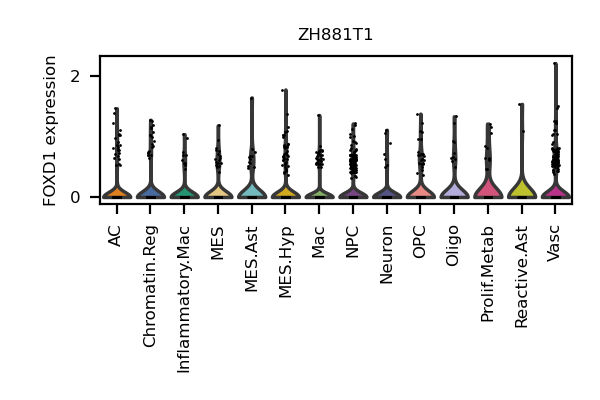 ZH881T1
FOXD1 expression
2
0
AC
Chromatin.Reg
Inflammatory.Mac
MES
MES.Ast
MES.Hyp
Mac
NPC
Neuron
OPC
Oligo
Prolif.Metab
Reactive.Ast
Vasc